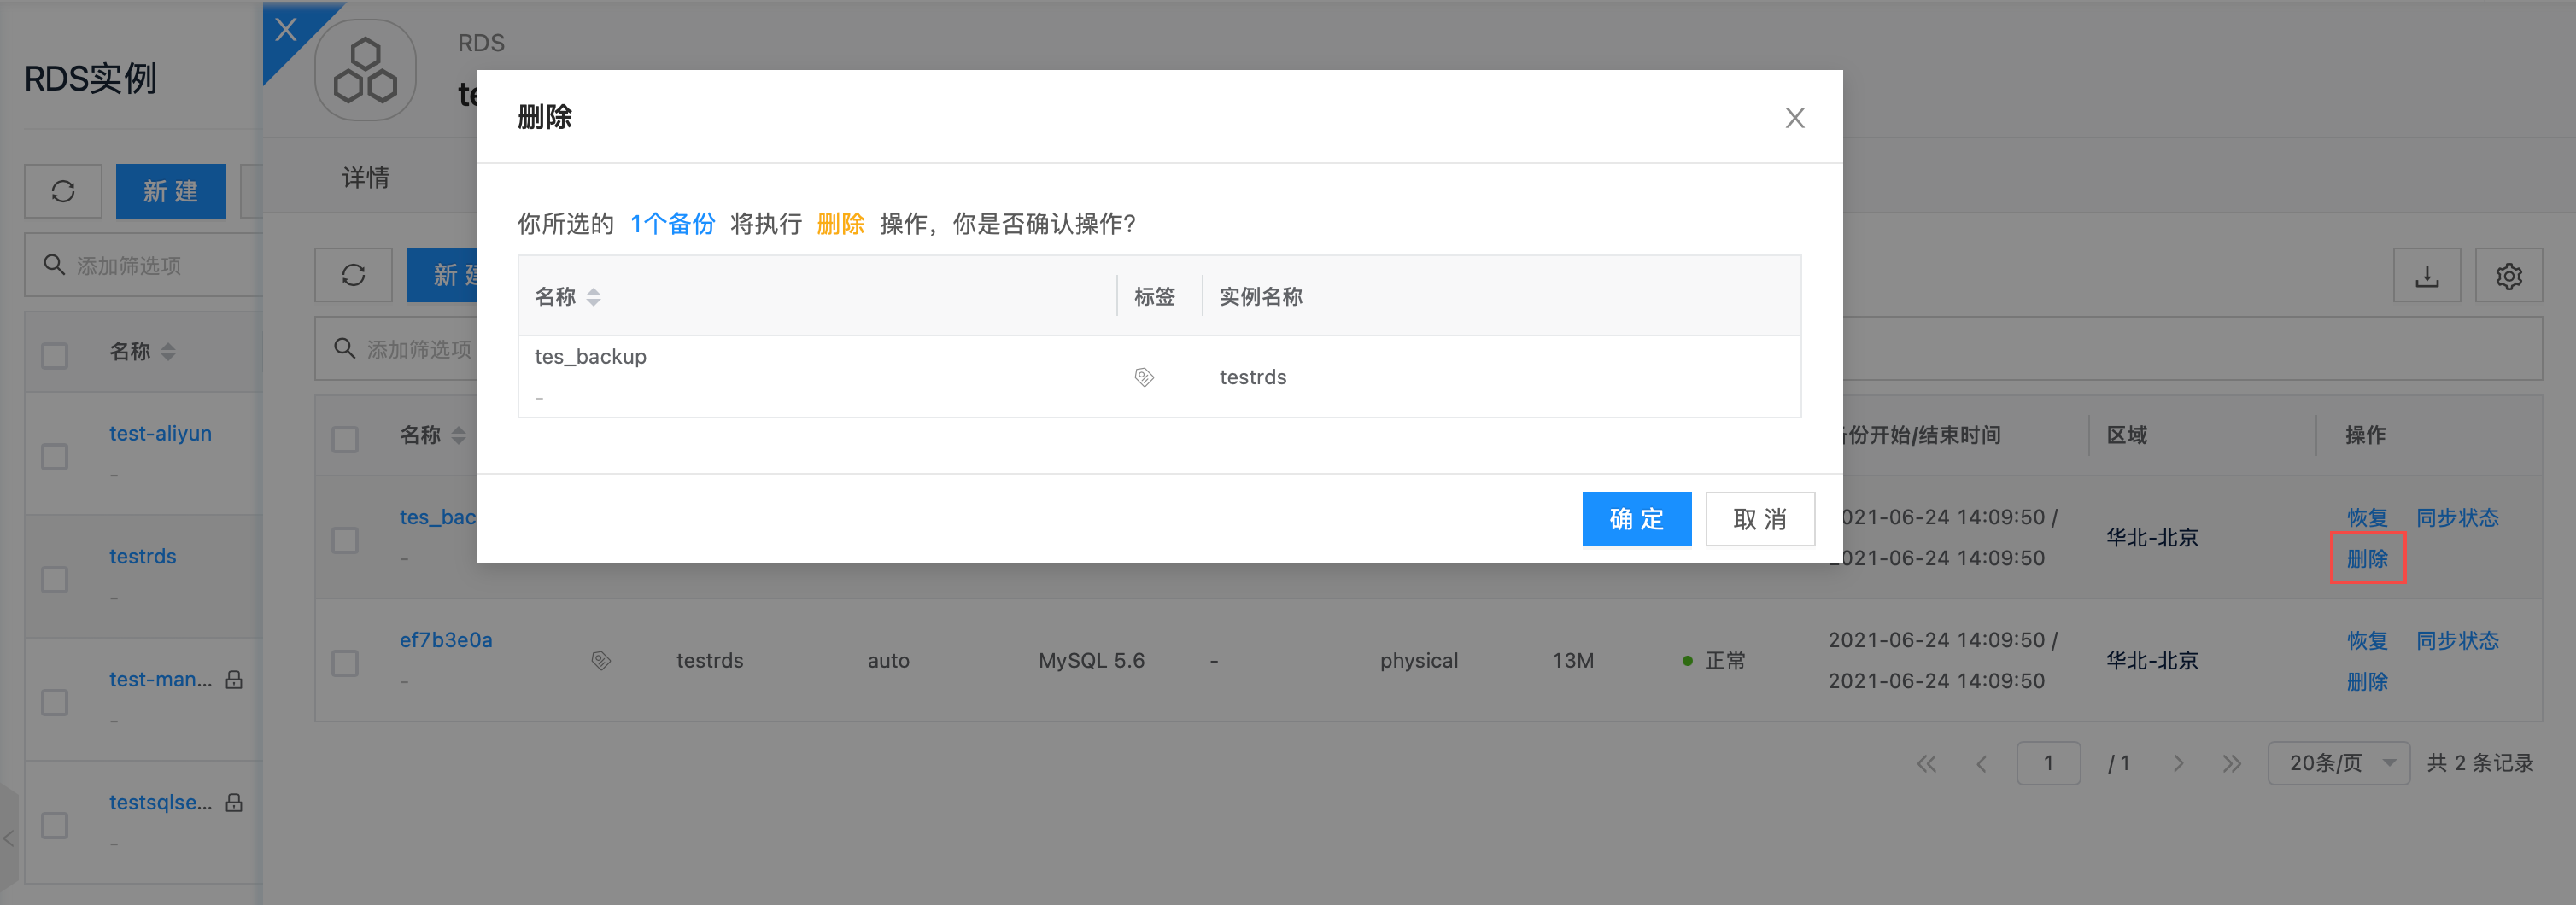 RDS实例
新 建
添加筛选项
名称
test-aliyun
-
testrds
-
test-man...
-
testsqlse...
-
RDS
详情
新
添加筛选项
名称
份开始/结束时间
区域
操作
tes_bac
-
021-06-24 14:09:50 /
2021-06-24 14:09:50
华北-北京
恢复 同步状态
删除
ef7b3e0a
-
testrds
auto
MySQL 5.6
-
physical
13M
正常
2021-06-24 14:09:50 /
2021-06-24 14:09:50
华北-北京
恢复 同步状态
删除
1 / 1 20条/页 共 2 条记录
删除
你所选的 1个备份 将执行 删除 操作，你是否确认操作?
名称 标签 实例名称
tes_backup
-
testrds
确 定 取 消